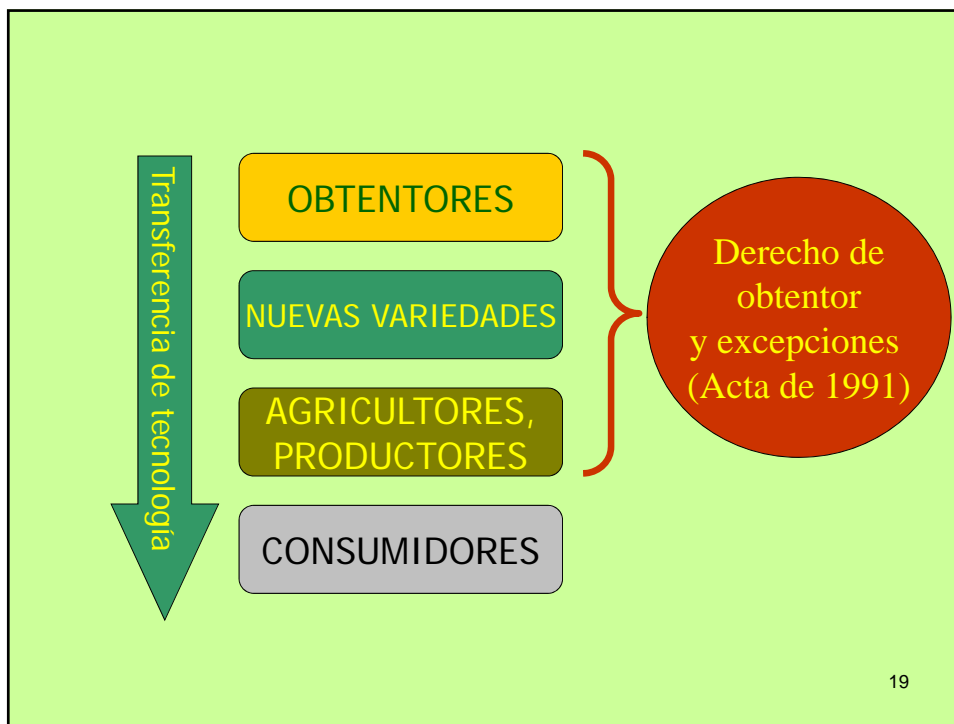 Transferencia de tecnología
OBTENTORES
NUEVAS VARIEDADES
AGRICULTORES,
PRODUCTORES
CONSUMIDORES
Derecho de
obtentor
y excepciones
(Acta de 1991)
19